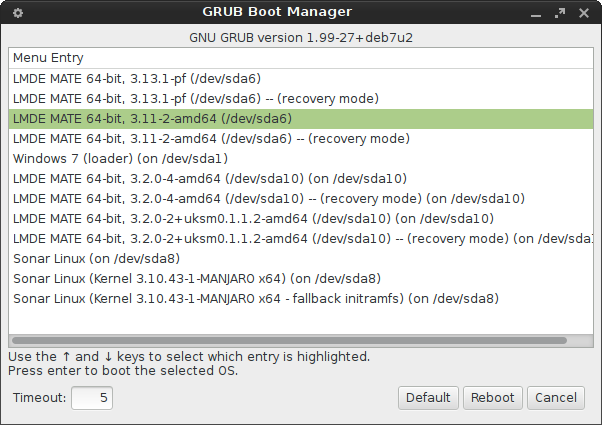 GRUB Boot Manager
GNU GRUB version 1.99-27+deb7u2
Menu Entry
LMDE MATE 64-bit, 3.13.1-pf (/dev/sda6)
LMDE MATE 64-bit, 3.13.1-pf (/dev/sda6) -- (recovery mode)
LMDE MATE 64-bit, 3.11-2-amd64 (/dev/sda6)
LMDE MATE 64-bit, 3.11-2-amd64 (/dev/sda6) -- (recovery mode)
Windows 7 (loader) (on /dev/sda1)
LMDE MATE 64-bit, 3.2.0-4-amd64 (/dev/sda10) (on /dev/sda10)
LMDE MATE 64-bit, 3.2.0-4-amd64 (/dev/sda10) -- (recovery mode) (on /dev/sda10)
LMDE MATE 64-bit, 3.2.0-2+uksm0.1.1.2-amd64 (/dev/sda10) (on /dev/sda10)
LMDE MATE 64-bit, 3.2.0-2+uksm0.1.1.2-amd64 (/dev/sda10) -- (recovery mode) (on /dev/sda1
Sonar Linux (on /dev/sda8)
Sonar Linux (Kernel 3.10.43-1-MANJARO x64) (on /dev/sda8)
Sonar Linux (Kernel 3.10.43-1-MANJARO x64 - fallback initramfs) (on /dev/sda8)
Use the ↑ and ↓ keys to select which entry is highlighted.
Press enter to boot the selected OS.
Timeout: 5 Default Reboot Cancel